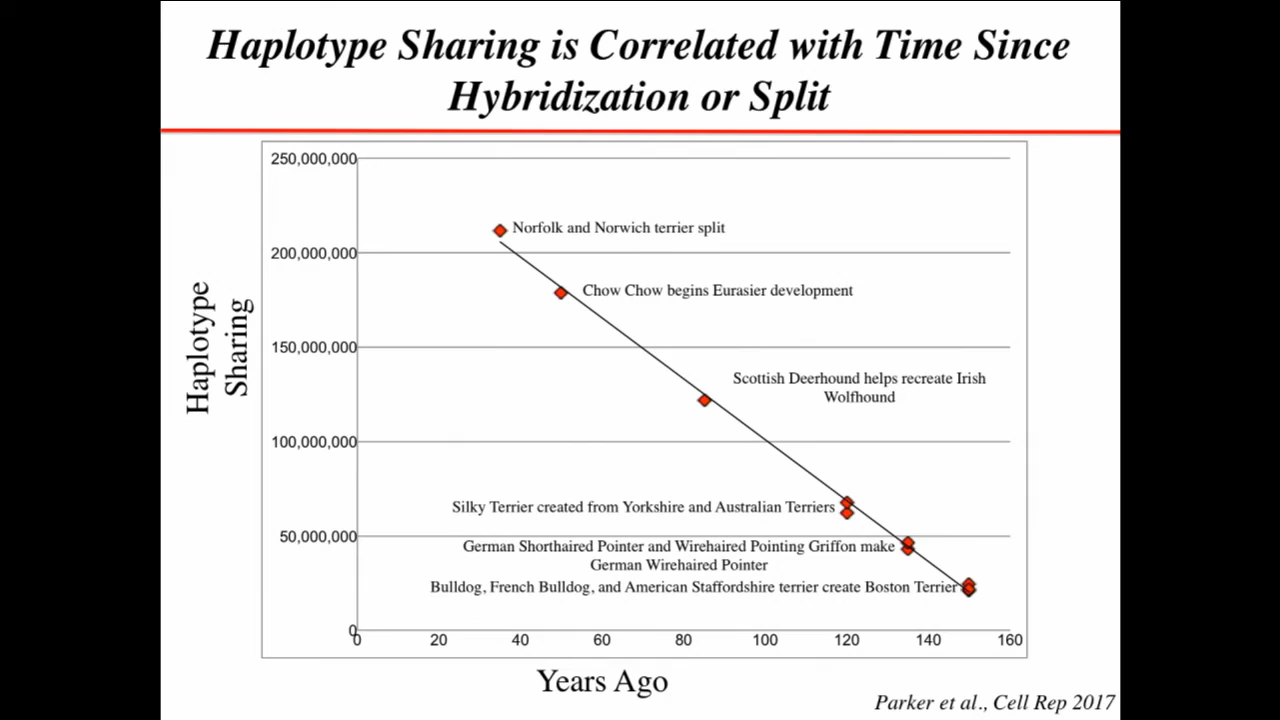 Haplotype Sharing is Correlated with Time Since
Hybridization or Split
250,000,000
200,000,000
150,000,000
100,000,000
50,000,000
0
Haplotype
Sharing
Norfolk and Norwich terrier split
Chow Chow begins Eurasier development
Scottish Deerhound helps recreate Irish
Wolfhound
Silky Terrier created from Yorkshire and Australian Terriers
German Shorthaired Pointer and Wirehaired Pointing Griffon make
German Wirehaired Pointer
Bulldog, French Bulldog, and American Staffordshire terrier create Boston Terrier
0 20 40 60 80 100 120 140 160
Years Ago
Parker et al., Cell Rep 2017